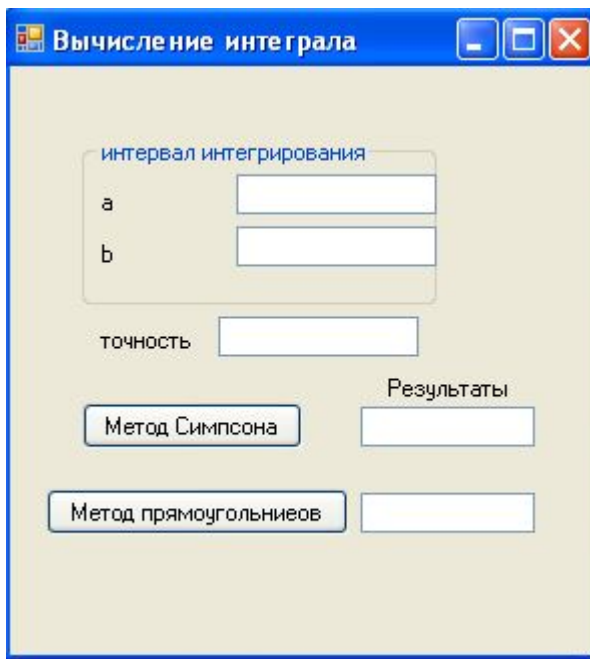 Вычисление интеграла
интервал интегрирования
a
b
точность
Результаты
Метод Симпсона
Метод прямоугольниеов